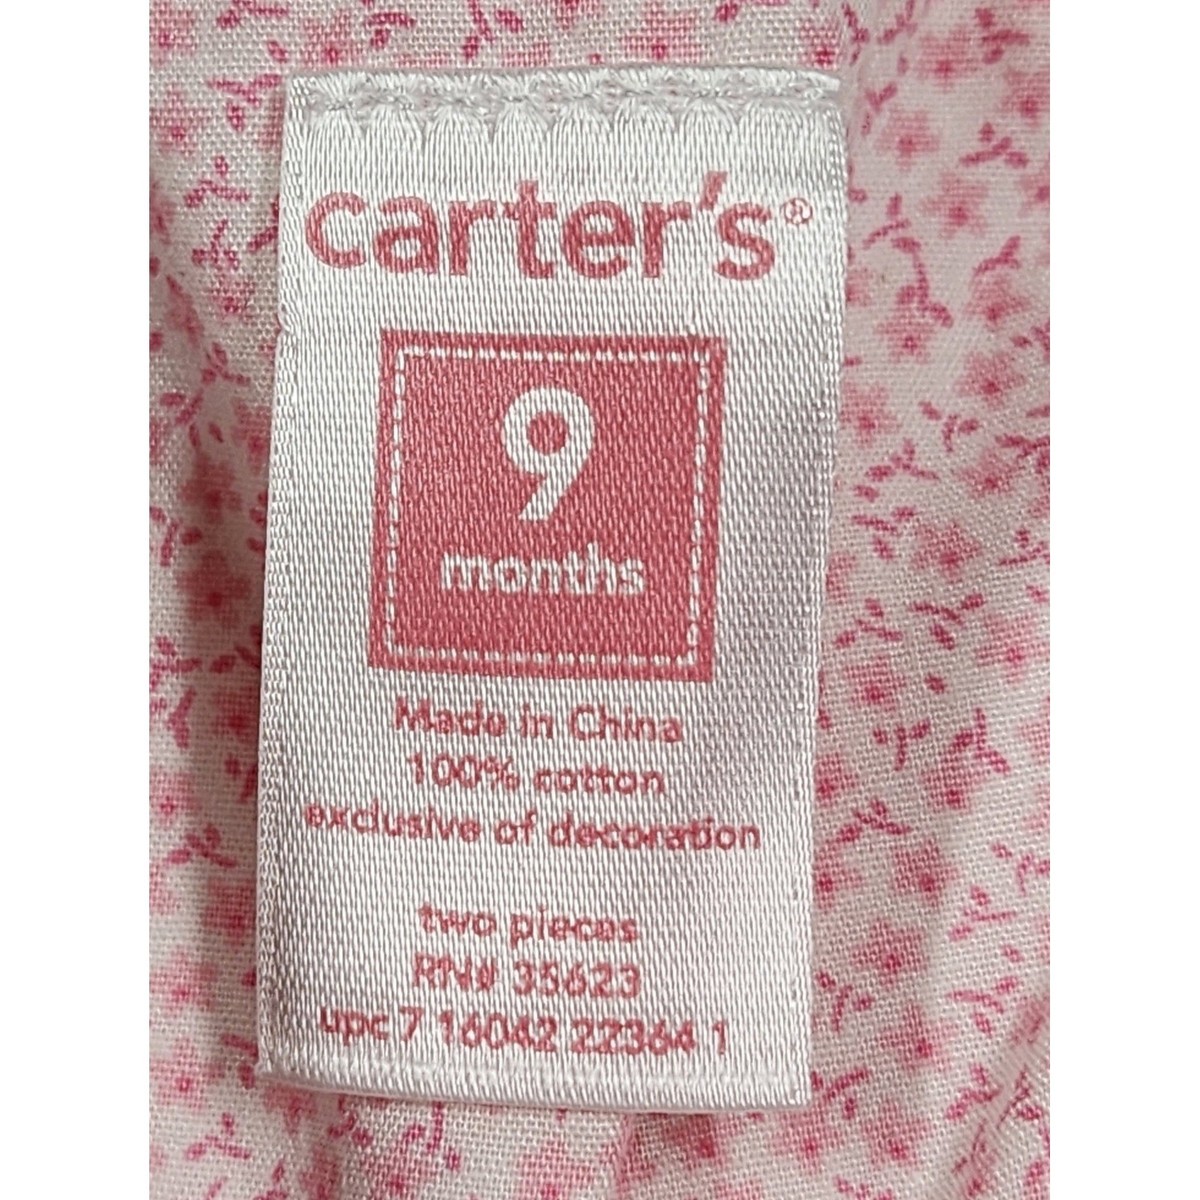 carter's®
9
months
Made in China
100% cotton
exclusive of decoration
two pieces
RN# 35623
upc 7 16042 22364 1